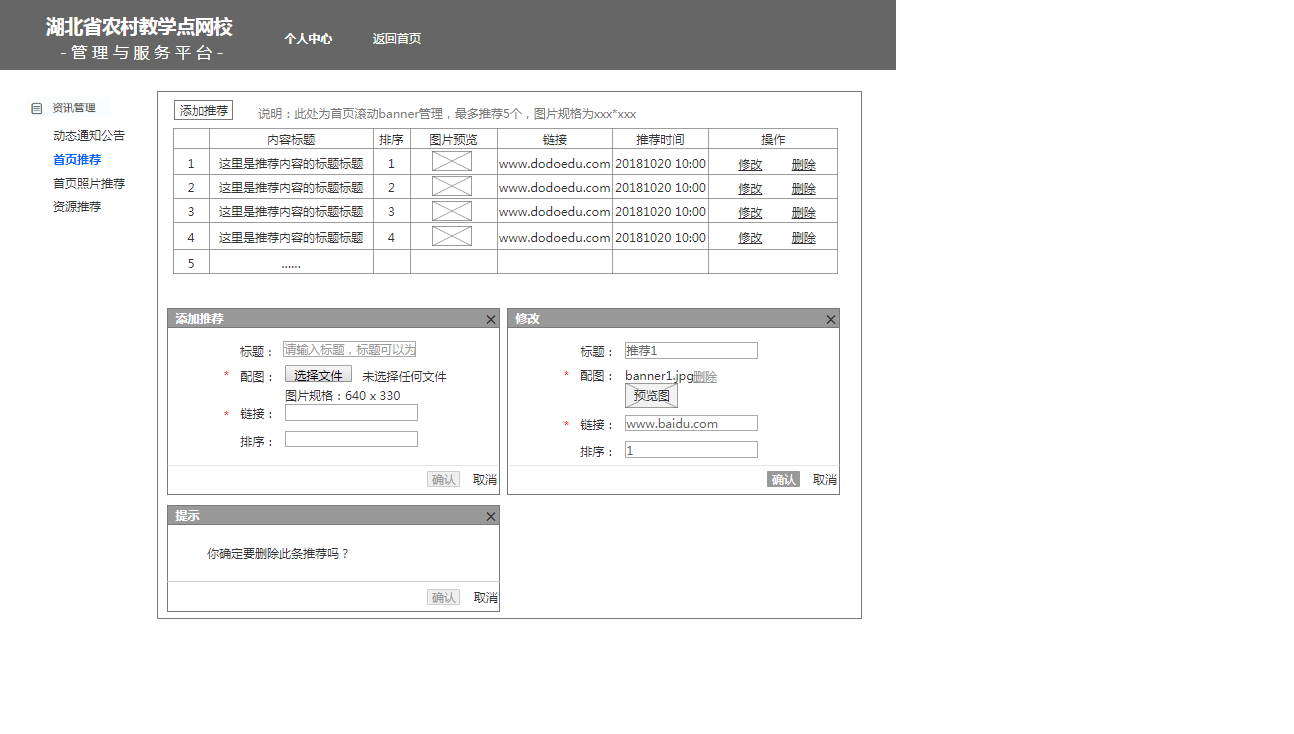 湖北省农村教学点网校
-管理与服务平台-
个人中心 返回首页
资讯管理
动态通知公告
首页推荐
首页照片推荐
资源推荐
添加推荐 说明：此处为首页滚动banner管理，最多推荐5个，图片规格为xxx*xxx
内容标题 排序 图片预览 链接 推荐时间 操作
1 这里是推荐内容的标题标题 1 www.dodoedu.com 20181020 10:00 修改 删除
2 这里是推荐内容的标题标题 2 www.dodoedu.com 20181020 10:00 修改 删除
3 这里是推荐内容的标题标题 3 www.dodoedu.com 20181020 10:00 修改 删除
4 这里是推荐内容的标题标题 4 www.dodoedu.com 20181020 10:00 修改 删除
5 ......
添加推荐 ×
标题： 请输入标题，标题可以为
* 配图： 选择文件 未选择任何文件
图片规格：640 x 330
* 链接：
排序：
确认 取消
修改 ×
标题： 推荐1
* 配图： banner1.jpg删除
预览图
* 链接： www.baidu.com
排序： 1
确认 取消
提示 ×
你确定要删除此条推荐吗？
确认 取消